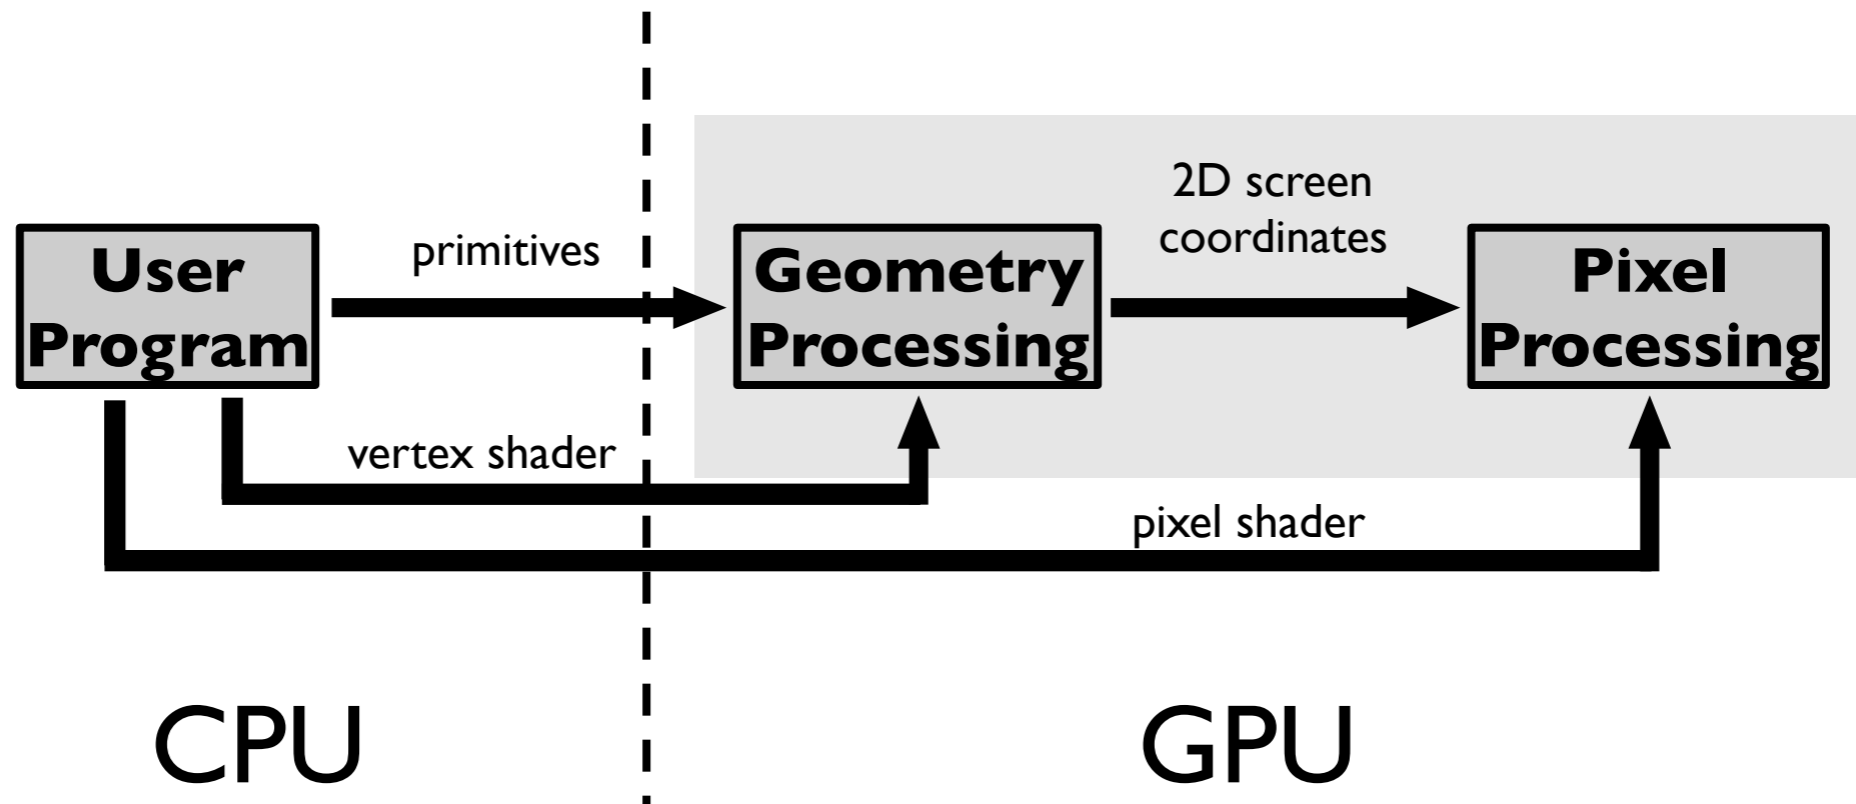 User
Program
primitives
Geometry
Processing
2D screen
coordinates
Pixel
Processing
vertex shader
pixel shader
CPU
GPU